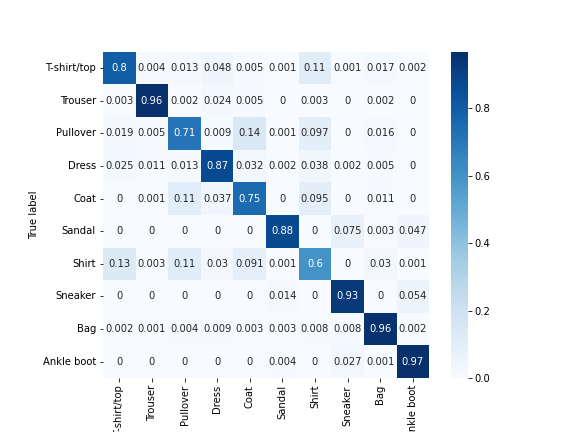 T-shirt/top 0.8 0.004 0.013 0.048 0.005 0.001 0.11 0.001 0.017 0.002
Trouser 0.003 0.96 0.002 0.024 0.005 0 0.003 0 0.002 0
Pullover 0.019 0.005 0.71 0.009 0.14 0.001 0.097 0 0.016 0
Dress 0.025 0.011 0.013 0.87 0.032 0.002 0.038 0.002 0.005 0
Coat 0 0.001 0.11 0.037 0.75 0 0.095 0 0.011 0
Sandal 0 0 0 0 0 0.88 0 0.075 0.003 0.047
Shirt 0.13 0.003 0.11 0.03 0.091 0.001 0.6 0 0.03 0.001
Sneaker 0 0 0 0 0 0.014 0 0.93 0 0.054
Bag 0.002 0.001 0.004 0.009 0.003 0.003 0.008 0.008 0.96 0.002
Ankle boot 0 0 0 0 0 0.004 0 0.027 0.001 0.97
True label
-shirt/top Trouser Pullover Dress Coat Sandal Shirt Sneaker Bag nkle boot
0.8
0.6
0.4
0.2
0.0